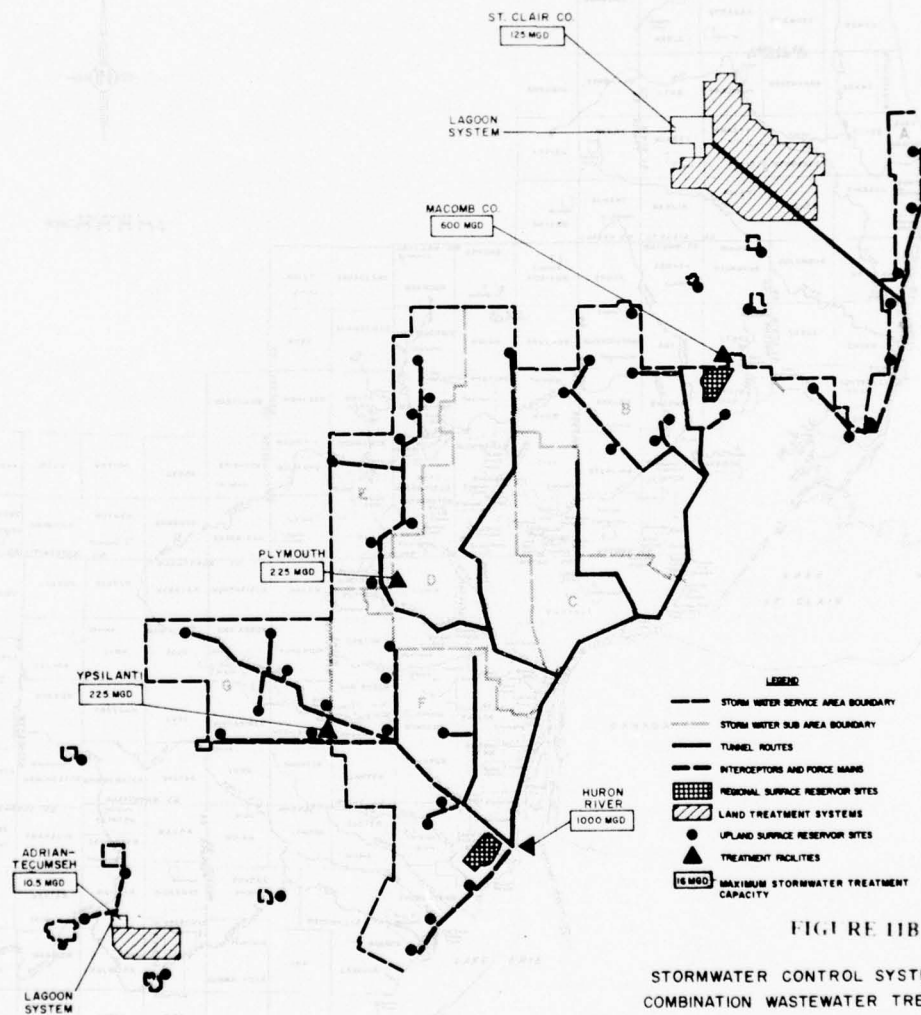 ST. CLAIR CO.
125 MGD
LAGOON
SYSTEM
A
MACOMB CO.
600 MGD
B
E
PLYMOUTH
225 MGD
D
C
YPSILANTI
225 MGD
G
F
HURON
RIVER
1000 MGD
ADRIAN-
TECUMSEH
10.5 MGD
LAGOON
SYSTEM
LEGEND
STORM WATER SERVICE AREA BOUNDARY
STORM WATER SUB AREA BOUNDARY
TUNNEL ROUTES
INTERCEPTORS AND FORCE MAINS
REGIONAL SURFACE RESERVOIR SITES
LAND TREATMENT SYSTEMS
UPLAND SURFACE RESERVOIR SITES
TREATMENT FACILITIES
16 MGD MAXIMUM STORMWATER TREATMENT
CAPACITY
FIGURE 11B
STORMWATER CONTROL SYSTE
COMBINATION WASTEWATER TRE